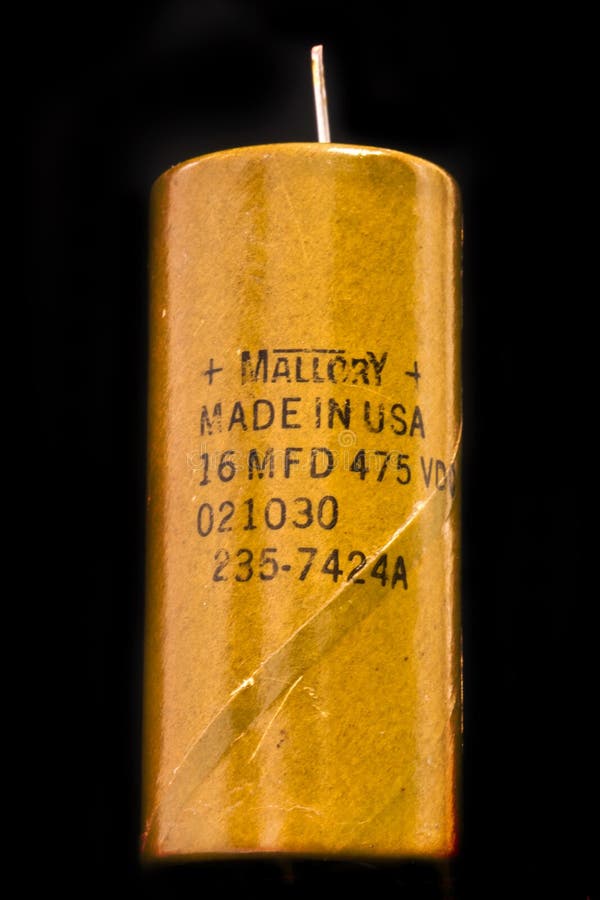 + MALLORY +
MADE IN USA
16 MFD 475 VDC
021030
235-7424A